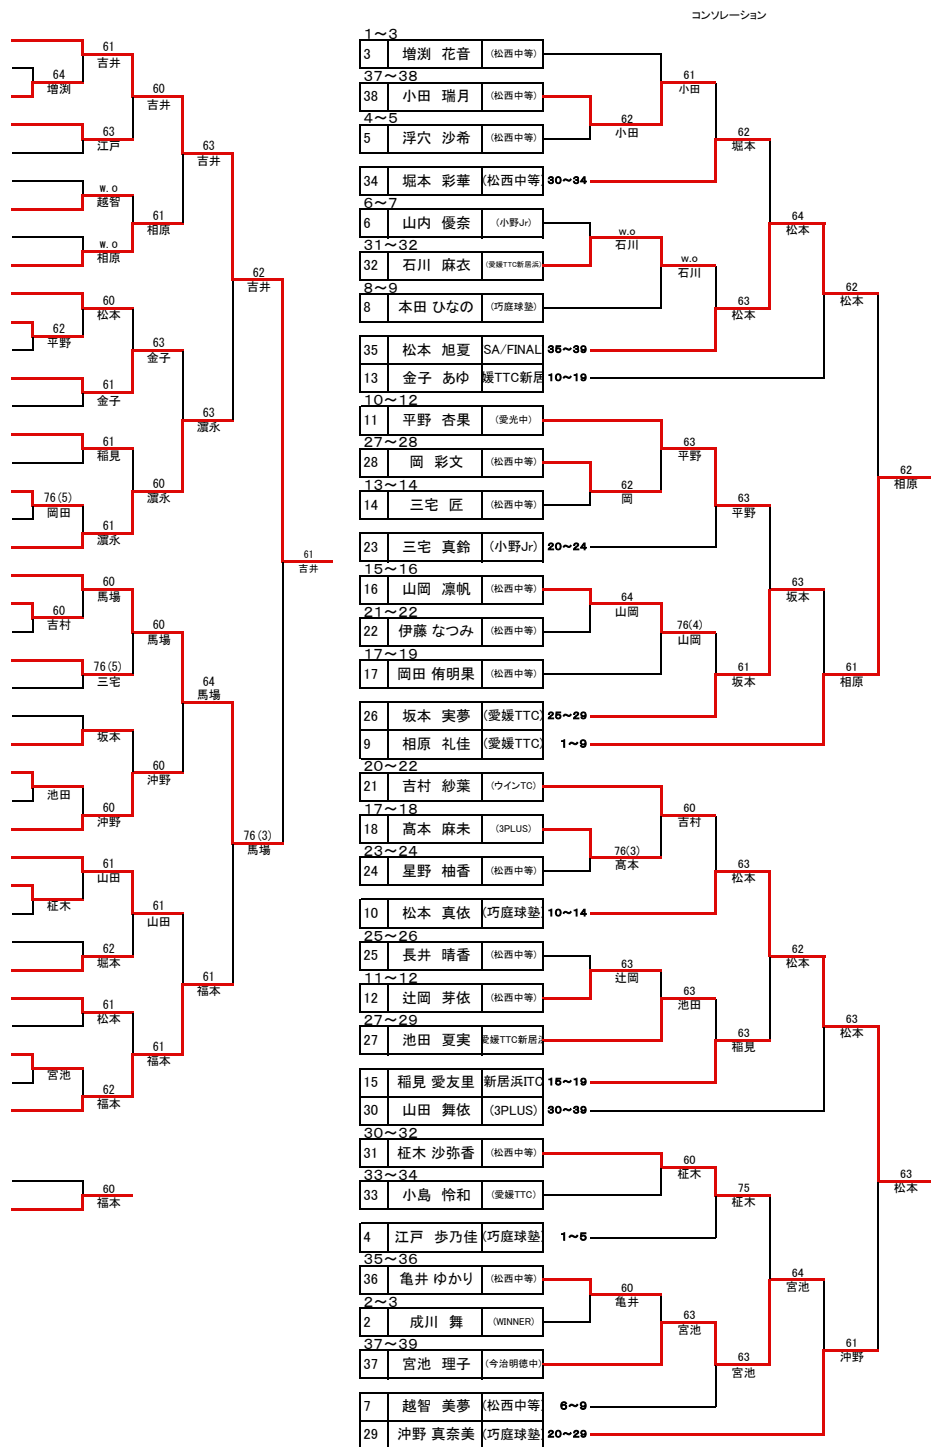 コンソレーション
61
吉井
64
増渕
60
吉井
63
江戸
63
吉井
w.o
越智
61
相原
w.o
相原
62
吉井
60
松本
62
平野
63
金子
61
金子
63
濵永
61
稲見
60
濵永
76(5)
岡田
61
濵永
61
吉井
60
馬場
60
吉村
60
馬場
76(5)
三宅
64
馬場
坂本
60
沖野
池田
60
沖野
76(3)
馬場
61
山田
柾木
61
山田
62
堀本
61
福本
61
松本
61
福本
宮池
62
福本
60
福本
1～3
3 増渕 花音 (松西中等)
37～38
38 小田 瑞月 (松西中等)
4～5
5 浮穴 沙希 (松西中等)
34 堀本 彩華 (松西中等) 30～34
6～7
6 山内 優奈 (小野Jr)
31～32
32 石川 麻衣 (愛媛TTC新居浜)
8～9
8 本田 ひなの (巧庭球塾)
35 松本 旭夏 SA/FINAL 35～39
13 金子 あゆ 媛TTC新居 10～19
10～12
11 平野 杏果 (愛光中)
27～28
28 岡 彩文 (松西中等)
13～14
14 三宅 匠 (松西中等)
23 三宅 真鈴 (小野Jr) 20～24
15～16
16 山岡 凛帆 (松西中等)
21～22
22 伊藤 なつみ (松西中等)
17～19
17 岡田 侑明果 (松西中等)
26 坂本 実夢 (愛媛TTC) 25～29
9 相原 礼佳 (愛媛TTC) 1～9
20～22
21 吉村 紗葉 (ウインTC)
17～18
18 髙本 麻未 (3PLUS)
23～24
24 星野 柚香 (松西中等)
10 松本 真依 (巧庭球塾) 10～14
25～26
25 長井 晴香 (松西中等)
11～12
12 辻岡 芽依 (松西中等)
27～29
27 池田 夏実 愛媛TTC新居浜
15 稲見 愛友里 新居浜ITC 15～19
30 山田 舞依 (3PLUS) 30～39
30～32
31 柾木 沙弥香 (松西中等)
33～34
33 小島 怜和 (愛媛TTC)
4 江戸 歩乃佳 (巧庭球塾) 1～5
35～36
36 亀井 ゆかり (松西中等)
2～3
2 成川 舞 (WINNER)
37～39
37 宮池 理子 (今治明徳中)
7 越智 美夢 (松西中等) 6～9
29 沖野 真奈美 (巧庭球塾) 20～29
61
小田
62
小田
62
堀本
64
松本
w.o
石川
w.o
石川
63
松本
62
松本
63
平野
62
岡
63
平野
62
相原
63
坂本
64
山岡
76(4)
山岡
61
坂本
61
相原
60
吉村
76(3)
髙本
63
松本
62
松本
63
辻岡
63
池田
63
稲見
63
松本
60
柾木
75
柾木
63
松本
64
宮池
60
亀井
63
宮池
63
宮池
61
沖野